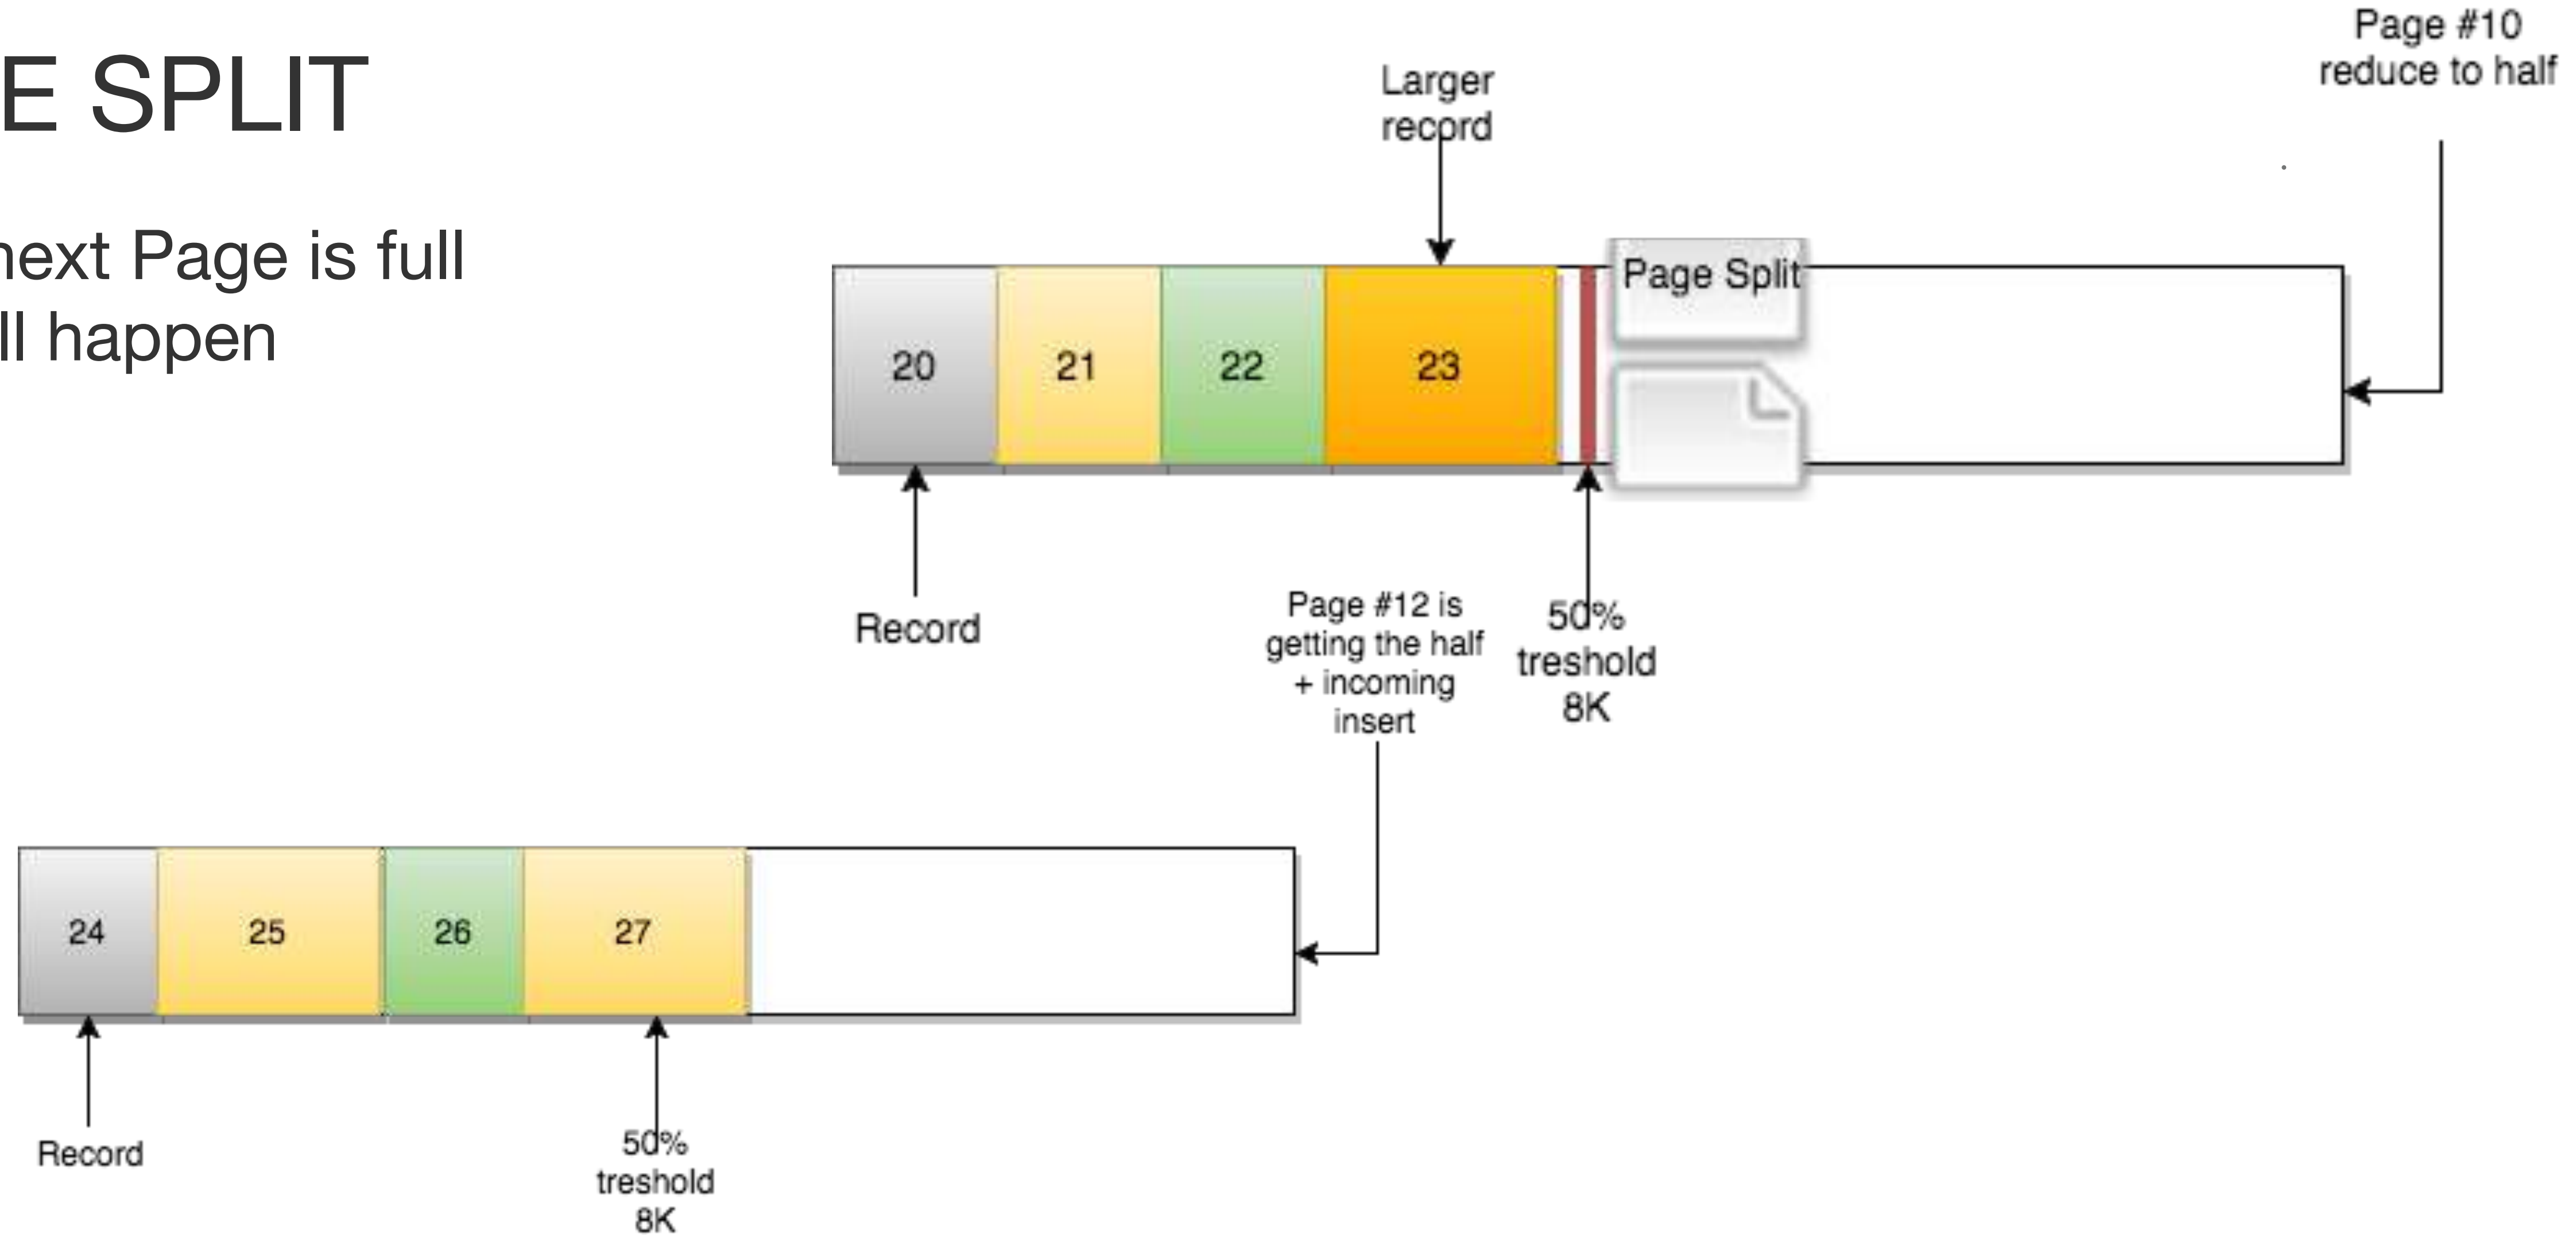 E SPLIT
next Page is full
ll happen
Page #10
reduce to half
Larger
record
Page Split
20
21
22
23
Record
50%
treshold
8K
Page #12 is
getting the half
+ incoming
insert
24
25
26
27
Record
50%
treshold
8K